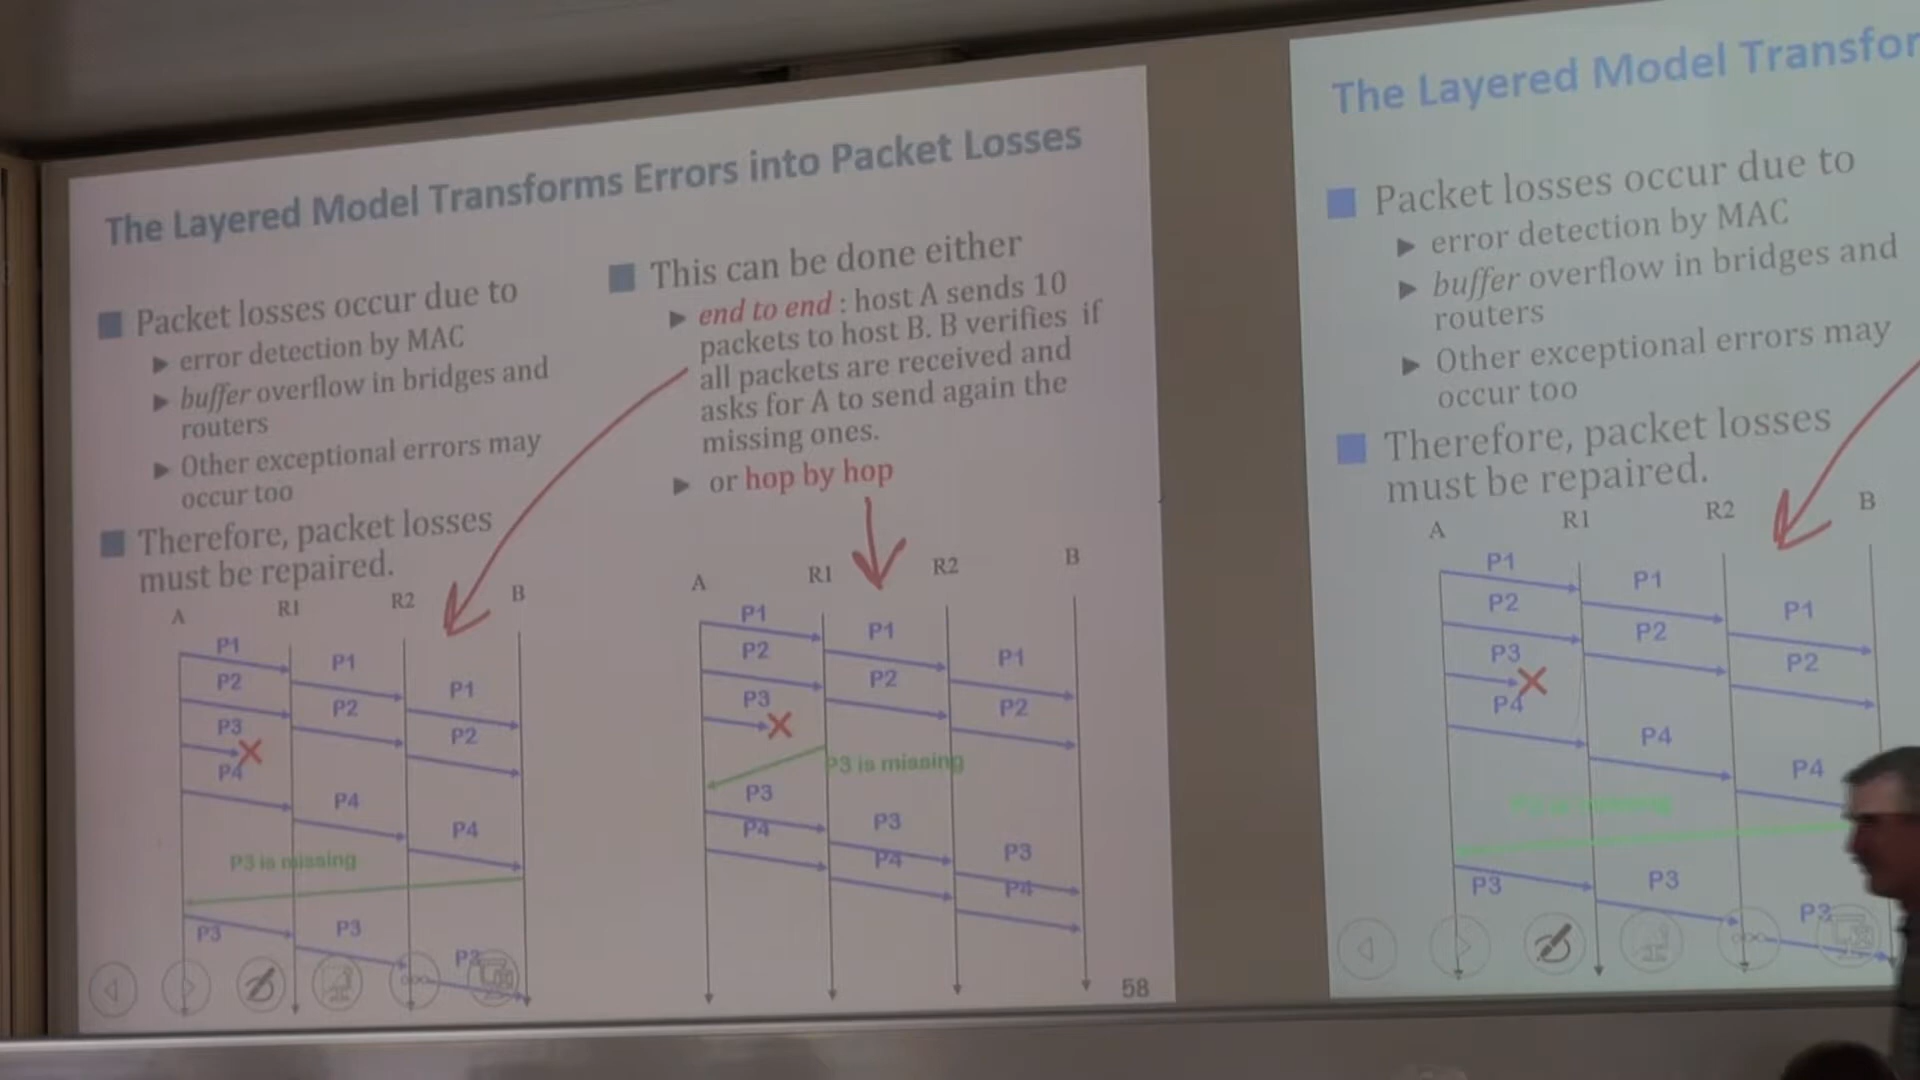 The Layered Model Transforms Errors into Packet Losses
Packet losses occur due to
error detection by MAC
buffer overflow in bridges and
routers
Other exceptional errors may
occur too
Therefore, packet losses
must be repaired.
This can be done either
end to end : host A sends 10
packets to host B. B verifies if
all packets are received and
asks for A to send again the
missing ones.
or hop by hop
A R1 R2 B
P1
P1
P1
P2
P2
P2
P3
P4
P4
P4
P3 is missing
P3
P3
P3
A R1 R2 B
P1
P1
P1
P2
P2
P2
P3
P3 is missing
P3
P3
P3
P4
P4
P4
58
The Layered Model Transfor
Packet losses occur due to
error detection by MAC
buffer overflow in bridges and
routers
Other exceptional errors may
occur too
Therefore, packet losses
must be repaired.
A R1 R2 B
P1
P1
P1
P2
P2
P2
P3
P4
P4
P4
P3
P3
P3